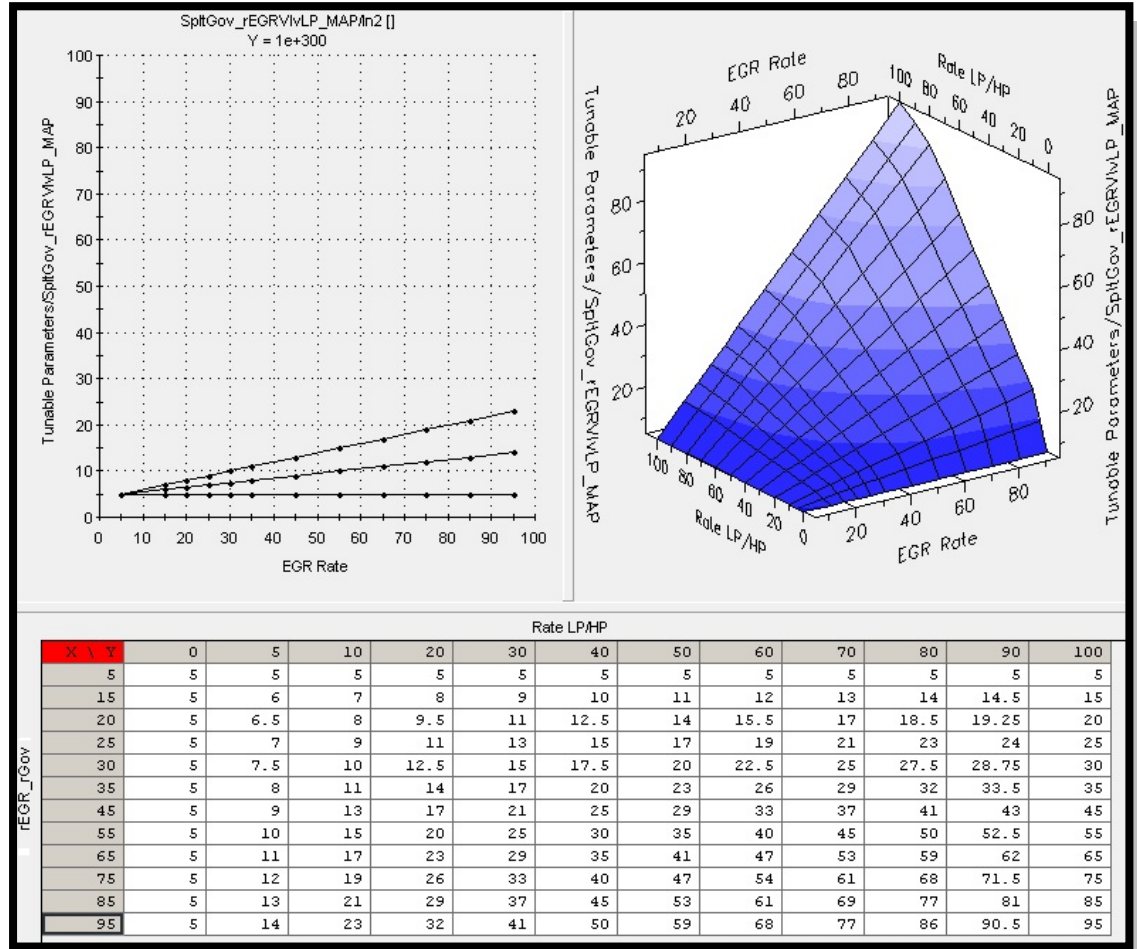 SpltGov_rEGRVlvLP_MAP/In2 []
Y = 1e+300
100
90
80
70
60
50
40
30
20
10
0
Tunable Parameters/SpltGov_rEGRVlvLP_MAP
0 10 20 30 40 50 60 70 80 90 100
EGR Rate
EGR Rate
20 40 60 80
Rate LP/HP
100 80 60 40 20 0
Tunable Parameters/SpltGov_rEGRVlvLP_MAP
80
60
40
20
80
60
40
20
Tunable Parameters/SpltGov_rEGRVlvLP_MAP
100 80 60 40 20 0
Rate LP/HP
20 40 60 80
EGR Rate
Rate LP/HP
rEGR_rGov
X \ Y 0 5 10 20 30 40 50 60 70 80 90 100
5 5 5 5 5 5 5 5 5 5 5 5 5
15 5 6 7 8 9 10 11 12 13 14 14.5 15
20 5 6.5 8 9.5 11 12.5 14 15.5 17 18.5 19.25 20
25 5 7 9 11 13 15 17 19 21 23 24 25
30 5 7.5 10 12.5 15 17.5 20 22.5 25 27.5 28.75 30
35 5 8 11 14 17 20 23 26 29 32 33.5 35
45 5 9 13 17 21 25 29 33 37 41 43 45
55 5 10 15 20 25 30 35 40 45 50 52.5 55
65 5 11 17 23 29 35 41 47 53 59 62 65
75 5 12 19 26 33 40 47 54 61 68 71.5 75
85 5 13 21 29 37 45 53 61 69 77 81 85
95 5 14 23 32 41 50 59 68 77 86 90.5 95